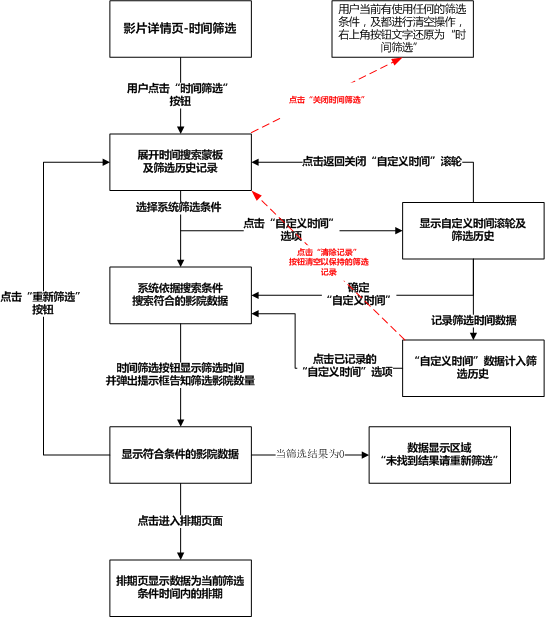 影片详情页-时间筛选
用户当前有使用任何的筛选
条件，及都进行清空操作，
右上角按钮文字还原为“时
间筛选”
用户点击“时间筛选”
按钮
点击“关闭时间筛选”
展开时间搜索蒙板
及筛选历史记录
点击返回关闭“自定义时间”滚轮
选择系统筛选条件
点击“自定义时间”
选项
显示自定义时间滚轮及
筛选历史
点击“清除记录”
按钮清空以保持的筛选
记录
系统依据搜索条件
搜索符合的影院数据
确定
“自定义时间”
点击“重新筛选”
按钮
记录筛选时间数据
时间筛选按钮显示筛选时间
并弹出提示框告知筛选影院数量
点击已记录的
“自定义时间”选项
“自定义时间”数据计入筛
选历史
显示符合条件的影院数据
当筛选结果为0
数据显示区域
“未找到结果请重新筛选”
点击进入排期页面
排期页显示数据为当前筛选
条件时间内的排期